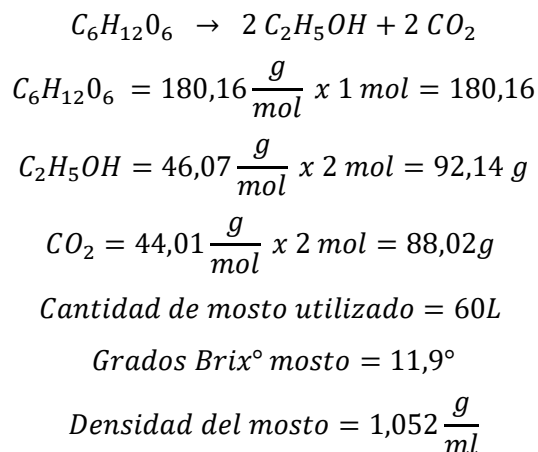 C₆H₁₂0₆ → 2 C₂H₅OH + 2 CO₂
C₆H₁₂0₆ = 180,16 g/mol x 1 mol = 180,16
C₂H₅OH = 46,07 g/mol x 2 mol = 92,14 g
CO₂ = 44,01 g/mol x 2 mol = 88,02g
Cantidad de mosto utilizado = 60L
Grados Brix° mosto = 11,9°
Densidad del mosto = 1,052 g/ml